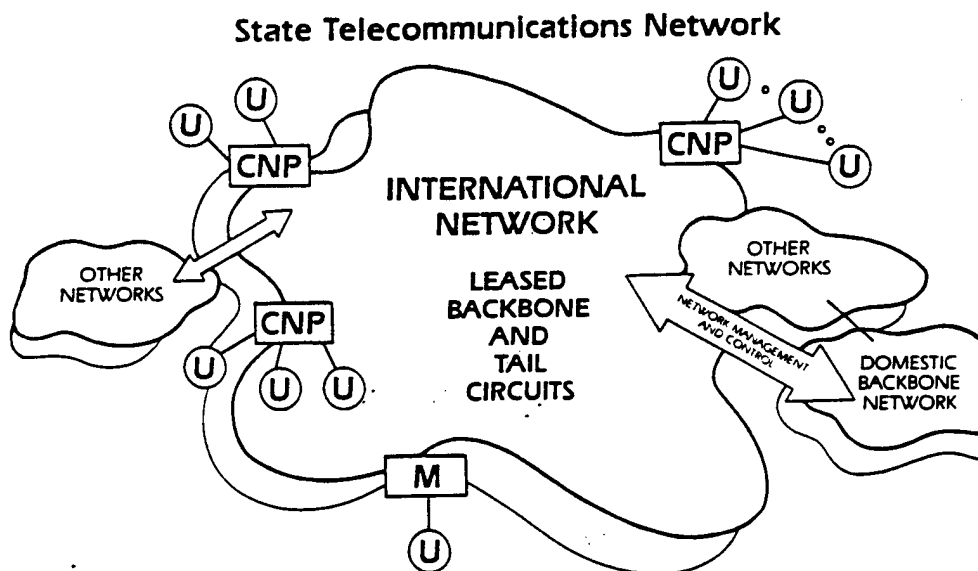 State Telecommunications Network
U
U
CNP
U
U
U
CNP
INTERNATIONAL
NETWORK
OTHER
NETWORKS
OTHER
NETWORKS
LEASED
BACKBONE
AND
TAIL
CIRCUITS
NETWORK MANAGEMENT
AND CONTROL
CNP
U
U
U
DOMESTIC
BACKBONE
NETWORK
M
U